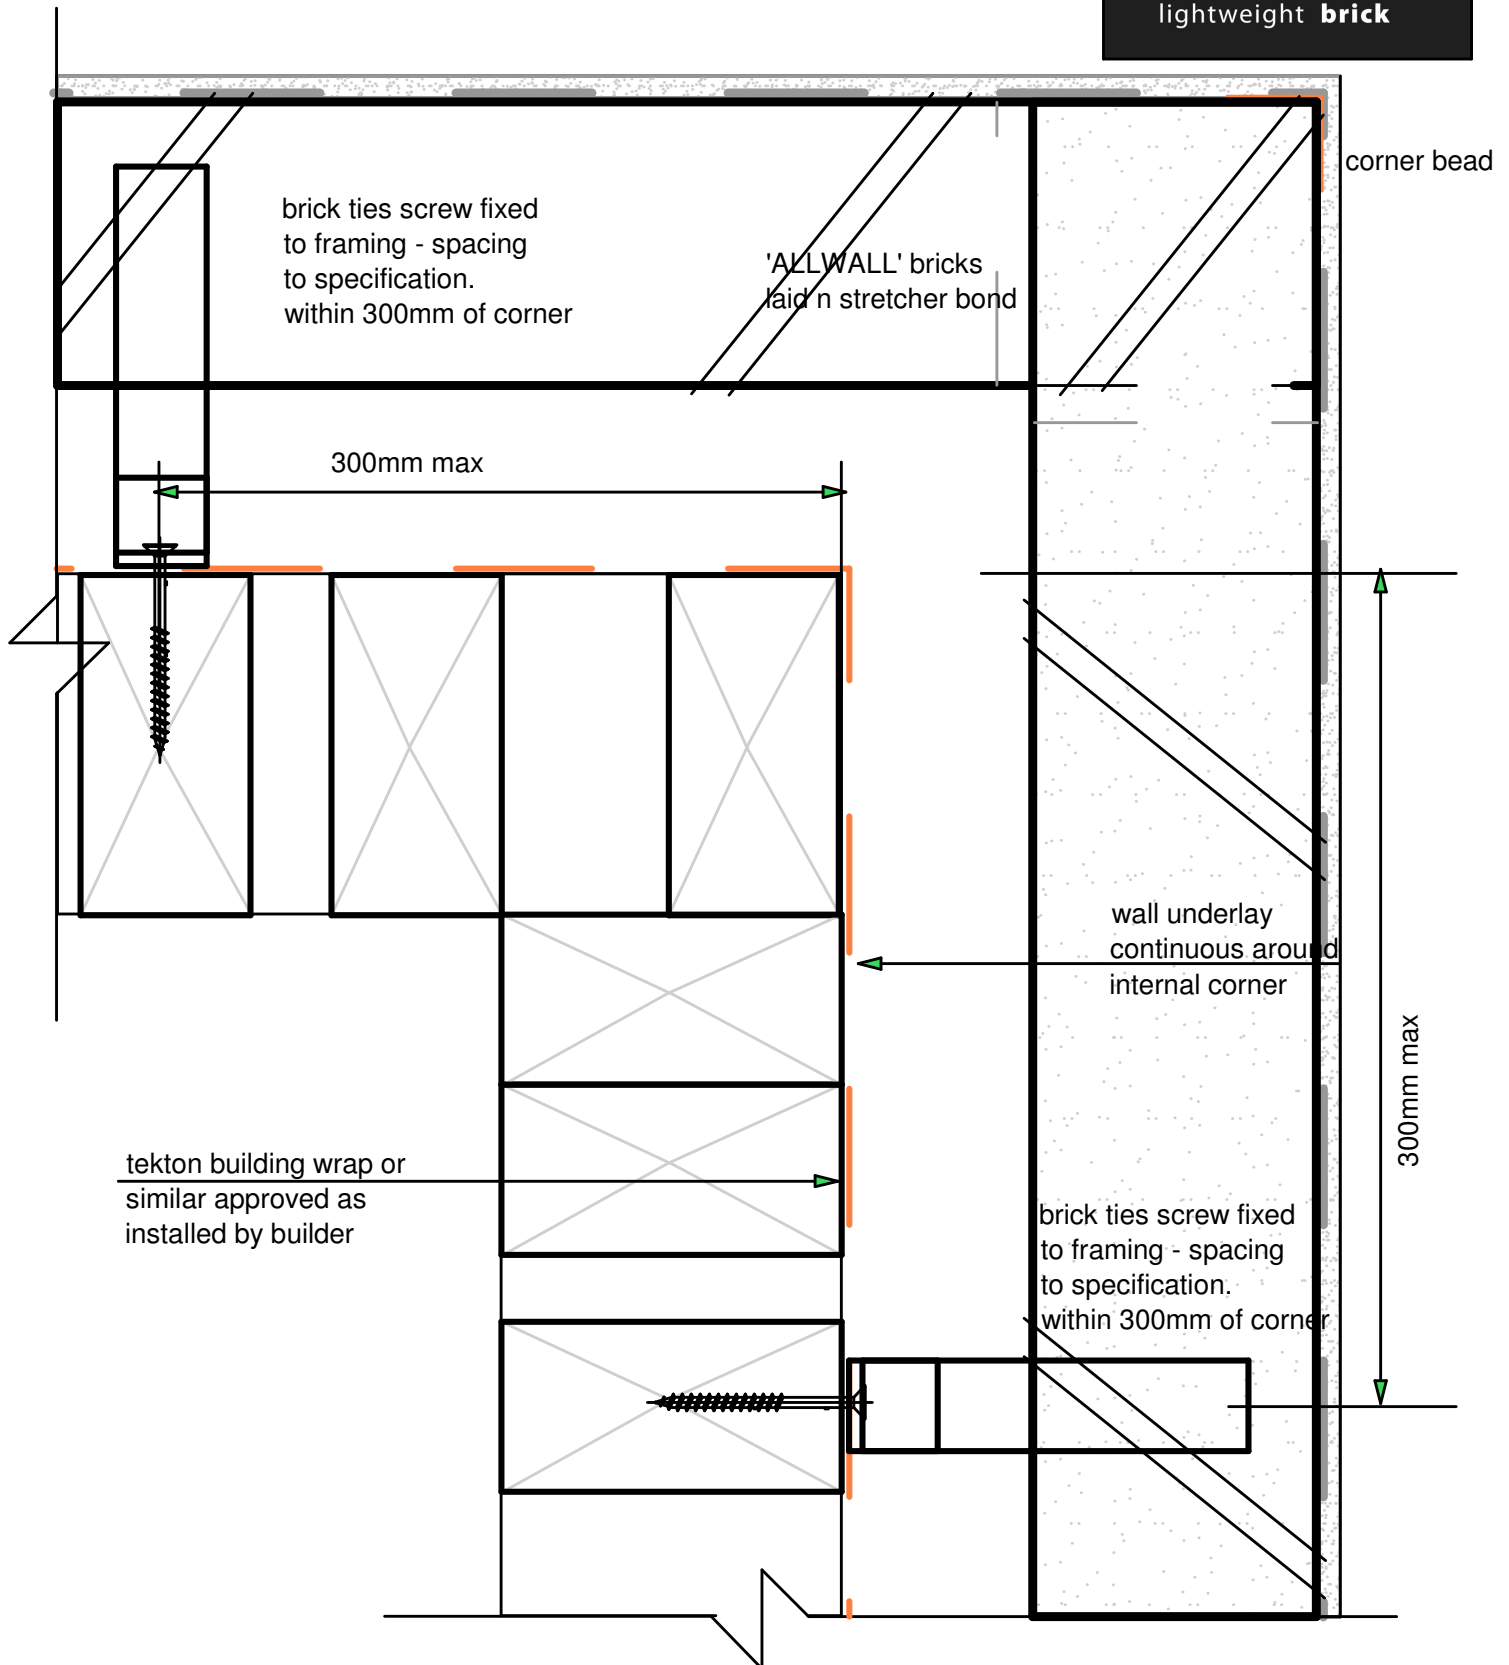 lightweight brick
corner bead
brick ties screw fixed
to framing - spacing
to specification.
within 300mm of corner
'ALLWALL' bricks
laid n stretcher bond
300mm max
wall underlay
continuous around
internal corner
300mm max
tekton building wrap or
similar approved as
installed by builder
brick ties screw fixed
to framing - spacing
to specification.
within 300mm of corner